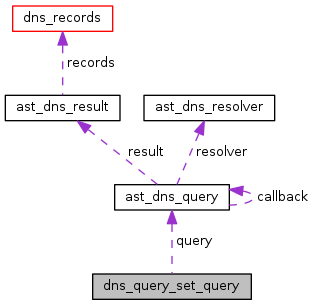 dns_records
records
ast_dns_result
ast_dns_resolver
result
resolver
ast_dns_query
callback
query
dns_query_set_query